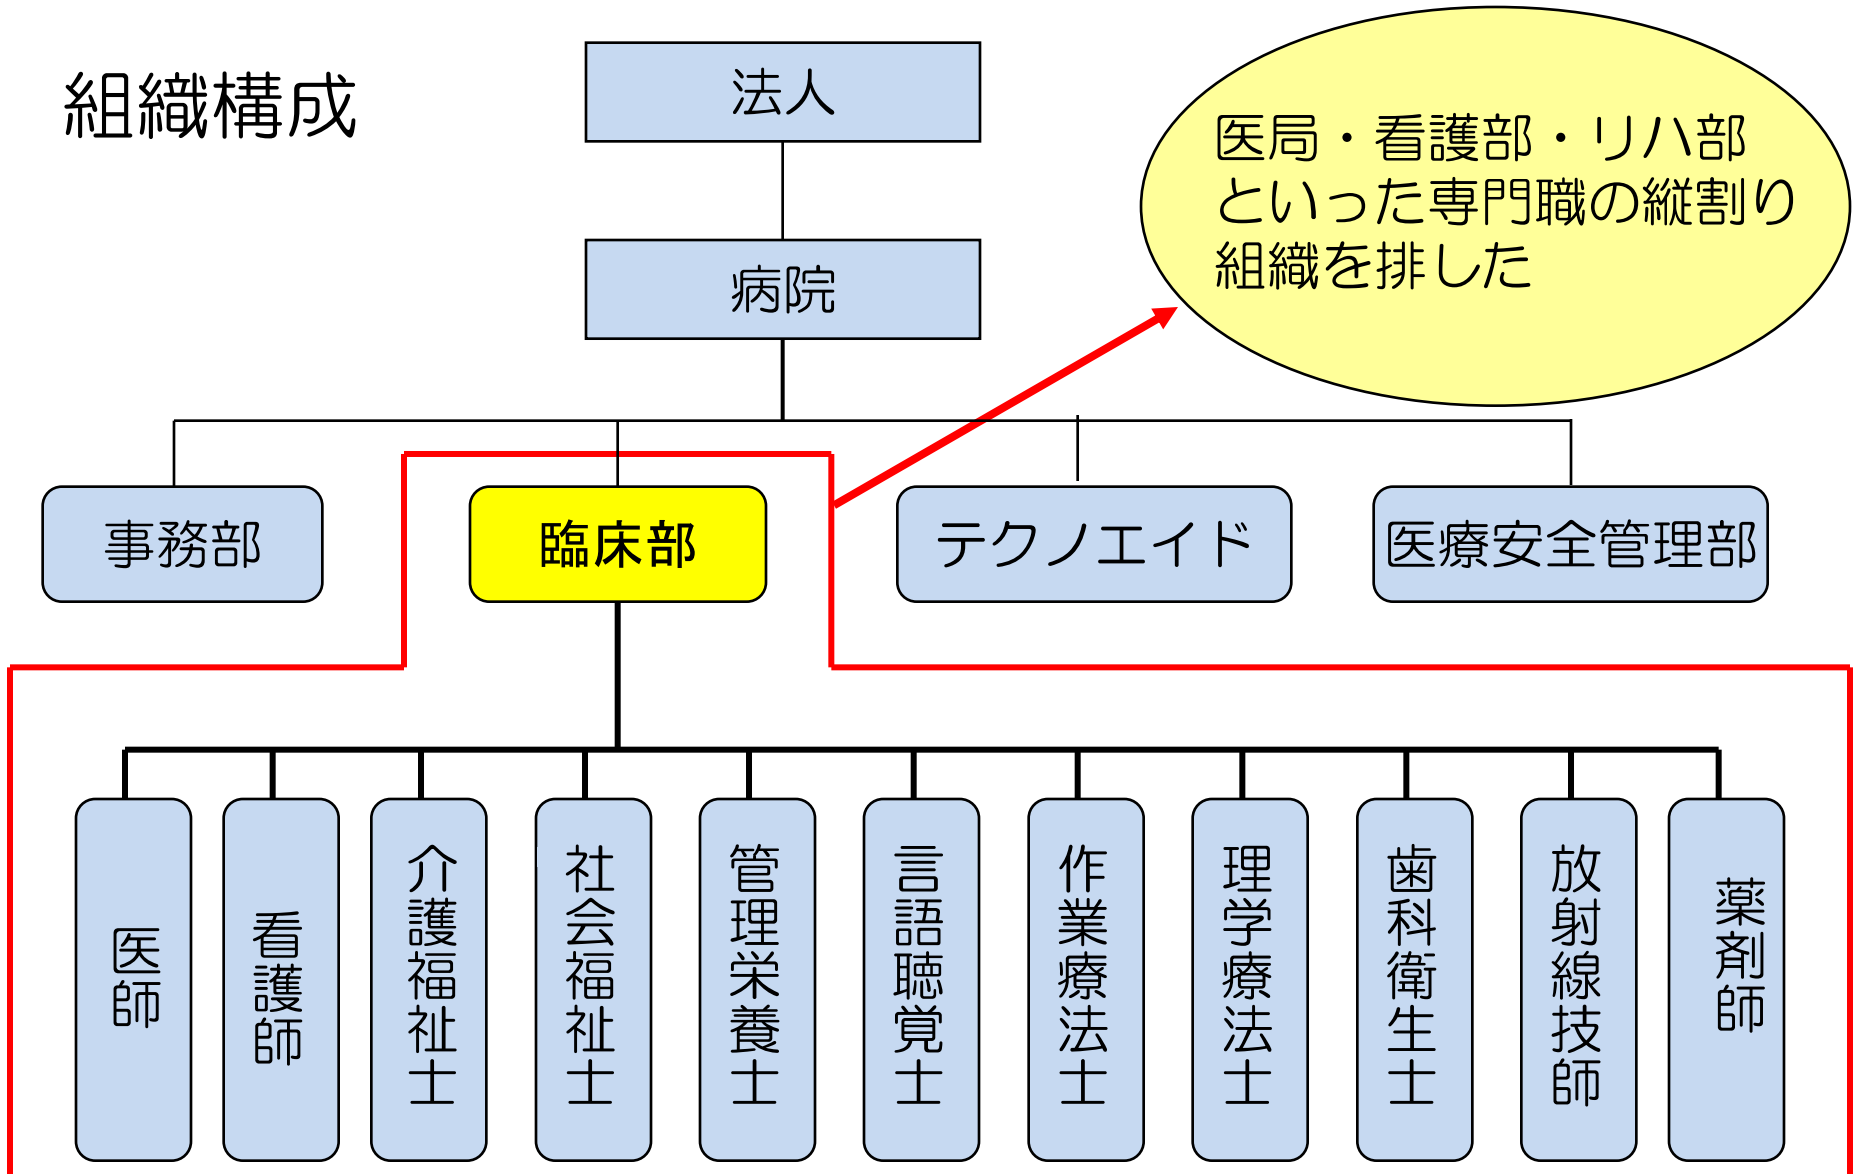 組織構成
法人
病院
医局・看護部・リハ部
といった専門職の縦割り
組織を排した
事務部
臨床部
テクノエイド
医療安全管理部
医師
看護師
介護福祉士
社会福祉士
管理栄養士
言語聴覚士
作業療法士
理学療法士
歯科衛生士
放射線技師
薬剤師